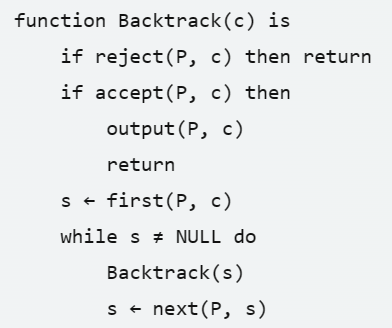 function Backtrack(c) is
    if reject(P, c) then return
    if accept(P, c) then
        output(P, c)
        return
    s ← first(P, c)
    while s ≠ NULL do
        Backtrack(s)
        s ← next(P, s)